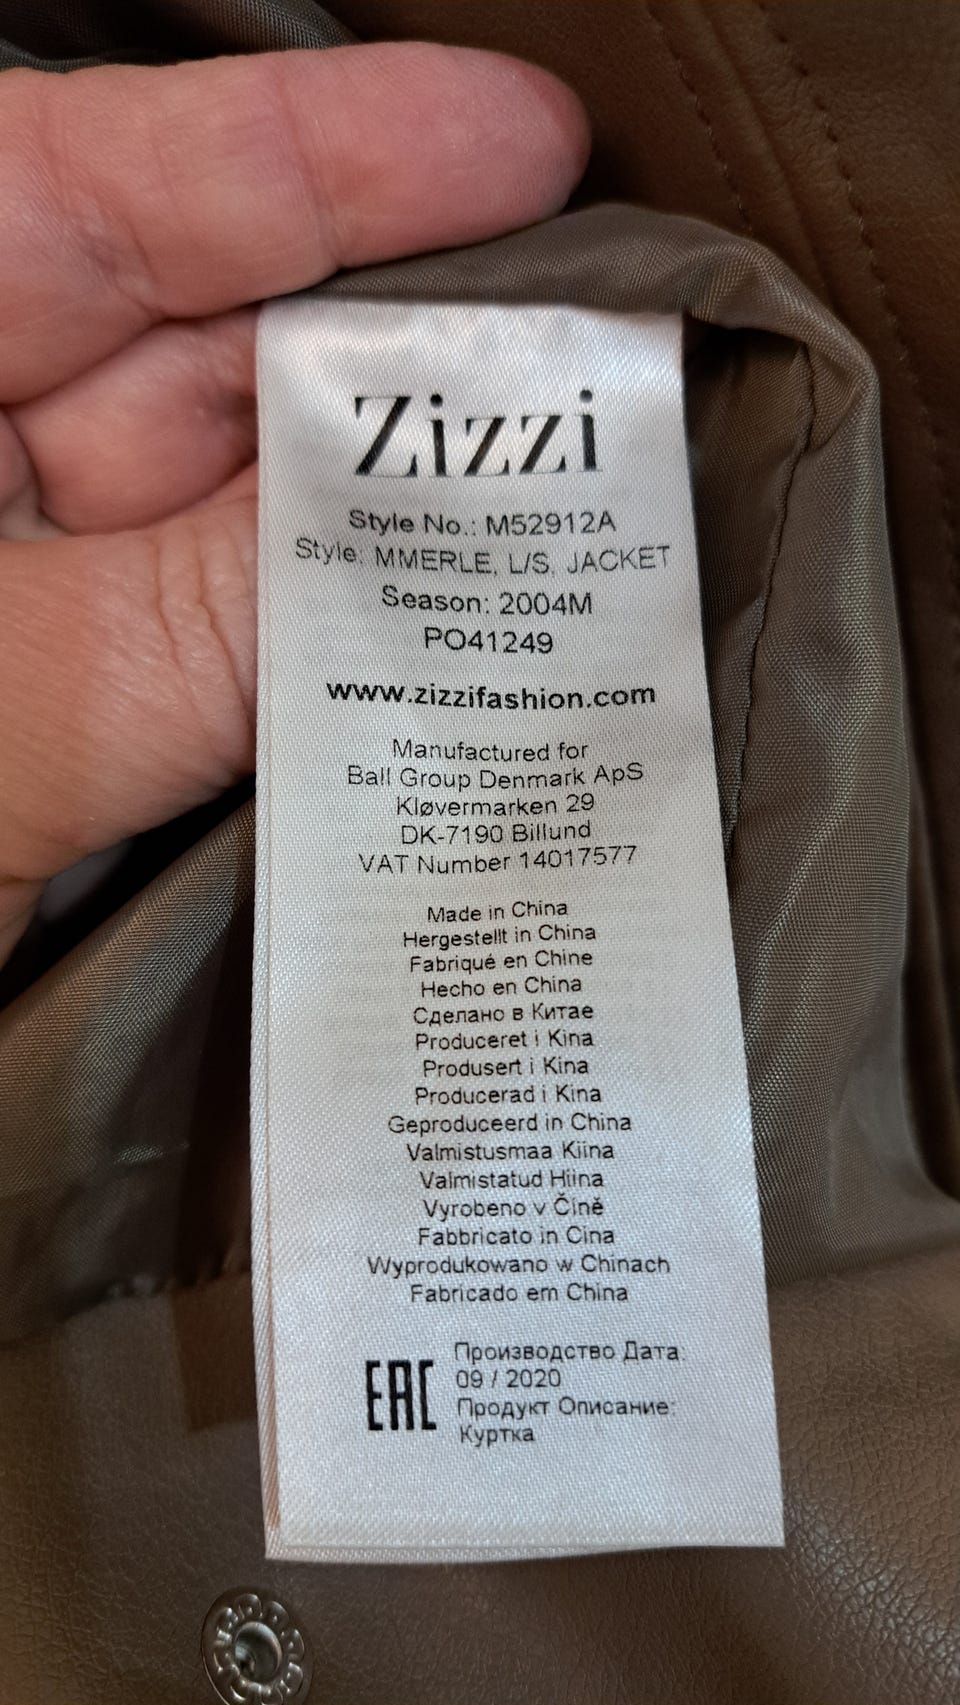 Zizzi
Style No.: M52912A
Style: MMERLE, L/S, JACKET
Season: 2004M
PO41249
www.zizzifashion.com
Manufactured for
Ball Group Denmark ApS
Kløvermarken 29
DK-7190 Billund
VAT Number 14017577
Made in China
Hergestellt in China
Fabriqué en Chine
Hecho en China
Сделано в Китае
Produceret i Kina
Produsert i Kina
Producerad i Kina
Geproduceerd in China
Valmistusmaa Kiina
Valmistatud Hiina
Vyrobeno v Číně
Fabbricato in Cina
Wyprodukowano w Chinach
Fabricado em China
EAC
Производство Дата:
09 / 2020
Продукт Описание:
Куртка